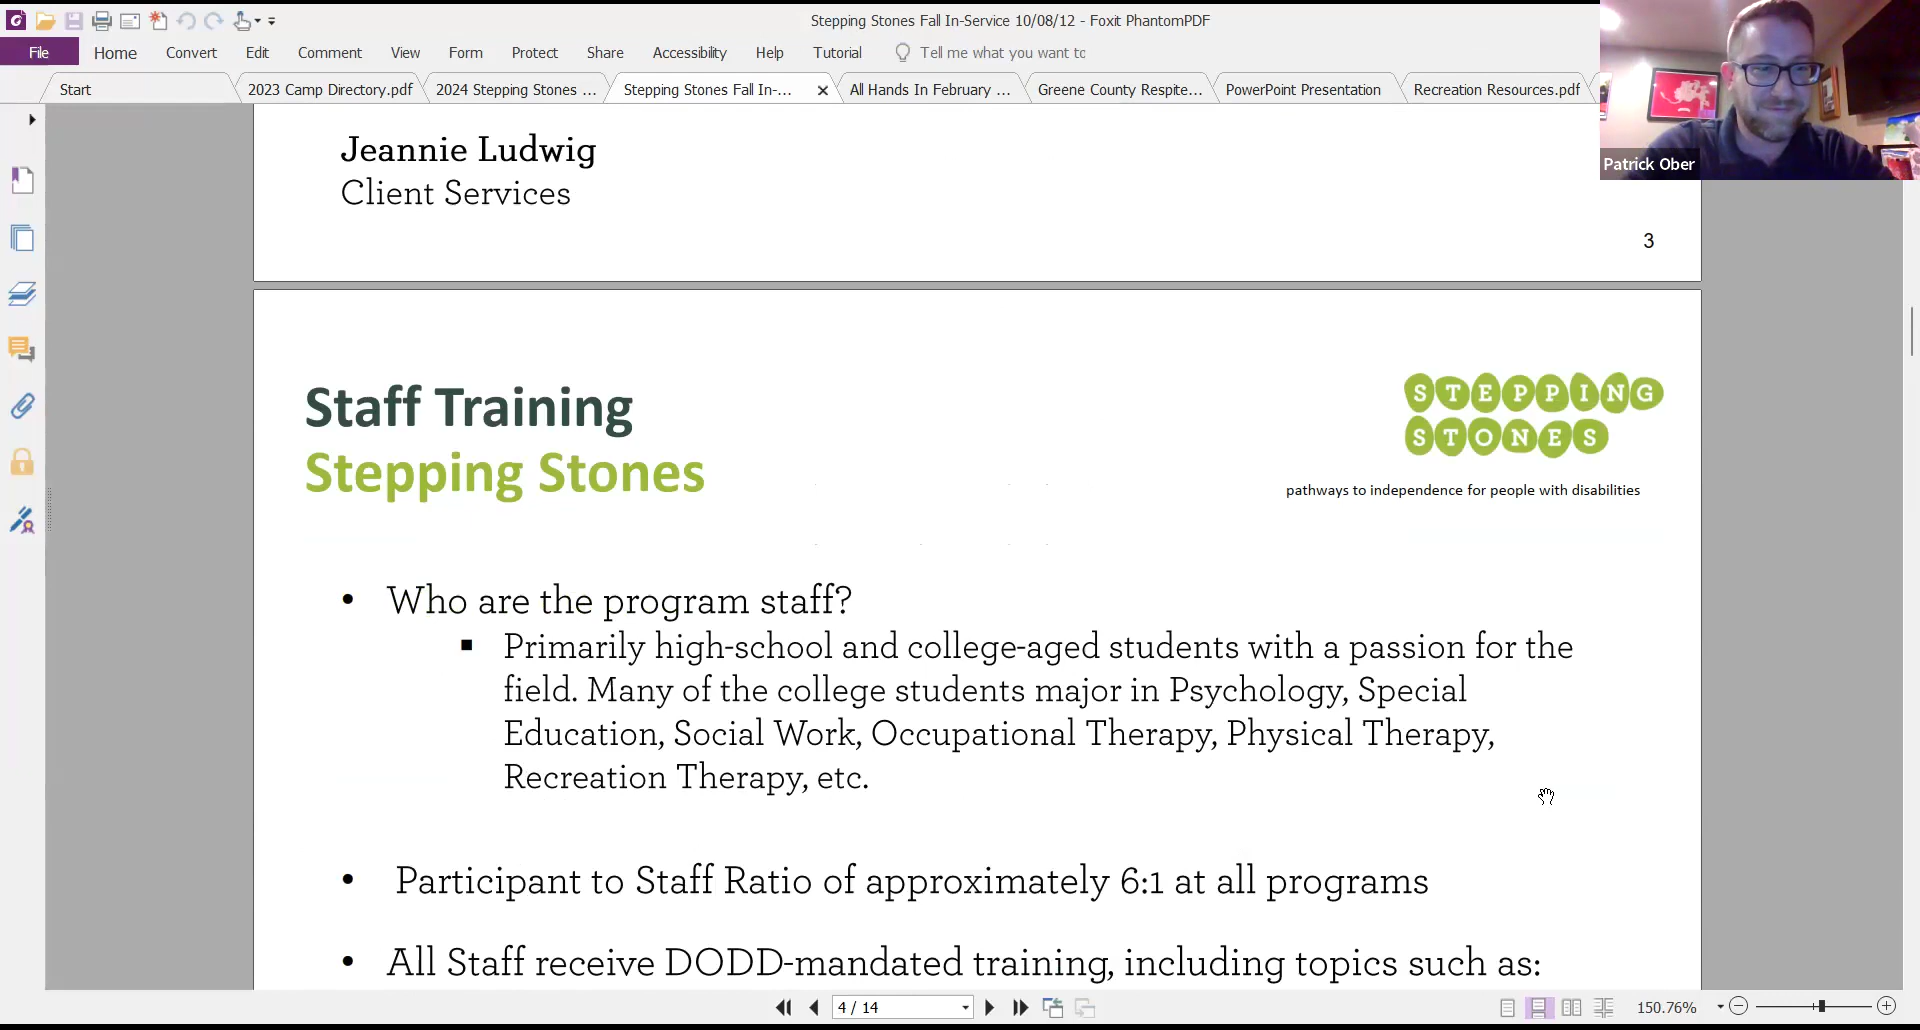 Stepping Stones Fall In-Service 10/08/12 - Foxit PhantomPDF
File Home Convert Edit Comment View Form Protect Share Accessibility Help Tutorial Tell me what you want to
Start 2023 Camp Directory.pdf 2024 Stepping Stones ... Stepping Stones Fall In-... All Hands In February ... Greene County Respite... PowerPoint Presentation Recreation Resources.pdf
Patrick Ober
Jeannie Ludwig
Client Services
3
Staff Training
Stepping Stones
STEPPING
STONES
pathways to independence for people with disabilities
• Who are the program staff?
▪ Primarily high-school and college-aged students with a passion for the
field. Many of the college students major in Psychology, Special
Education, Social Work, Occupational Therapy, Physical Therapy,
Recreation Therapy, etc.
• Participant to Staff Ratio of approximately 6:1 at all programs
• All Staff receive DODD-mandated training, including topics such as:
4 / 14
150.76%